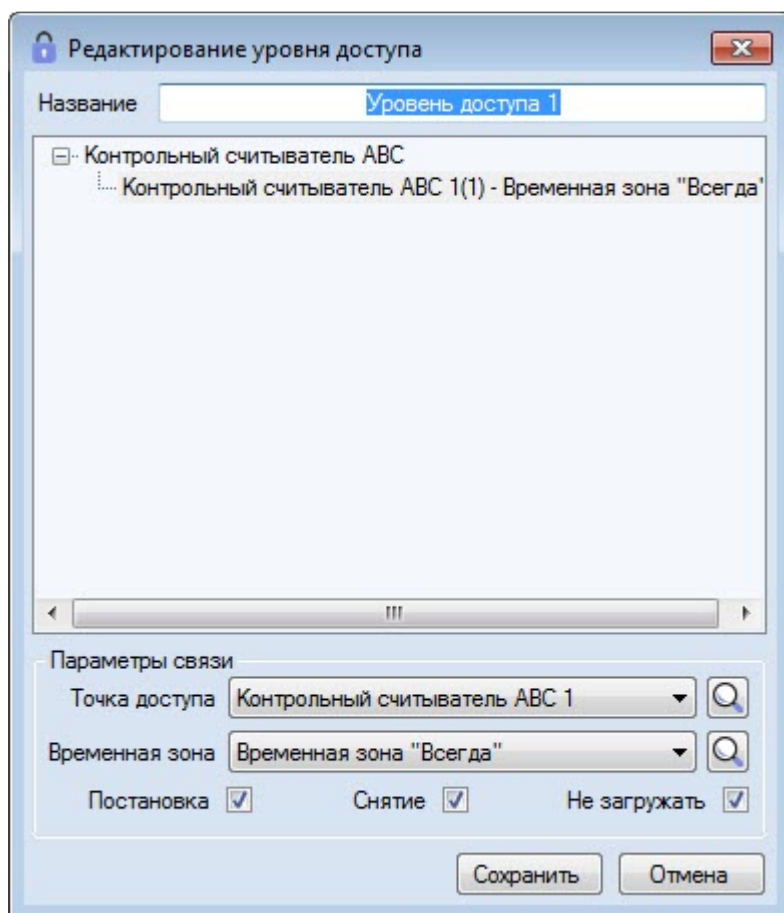 Редактирование уровня доступа
Название Уровень доступа 1
Контрольный считыватель ABC
Контрольный считыватель ABC 1(1) - Временная зона "Всегда"
Параметры связи
Точка доступа Контрольный считыватель ABC 1
Временная зона Временная зона "Всегда"
Постановка Снятие Не загружать
Сохранить Отмена